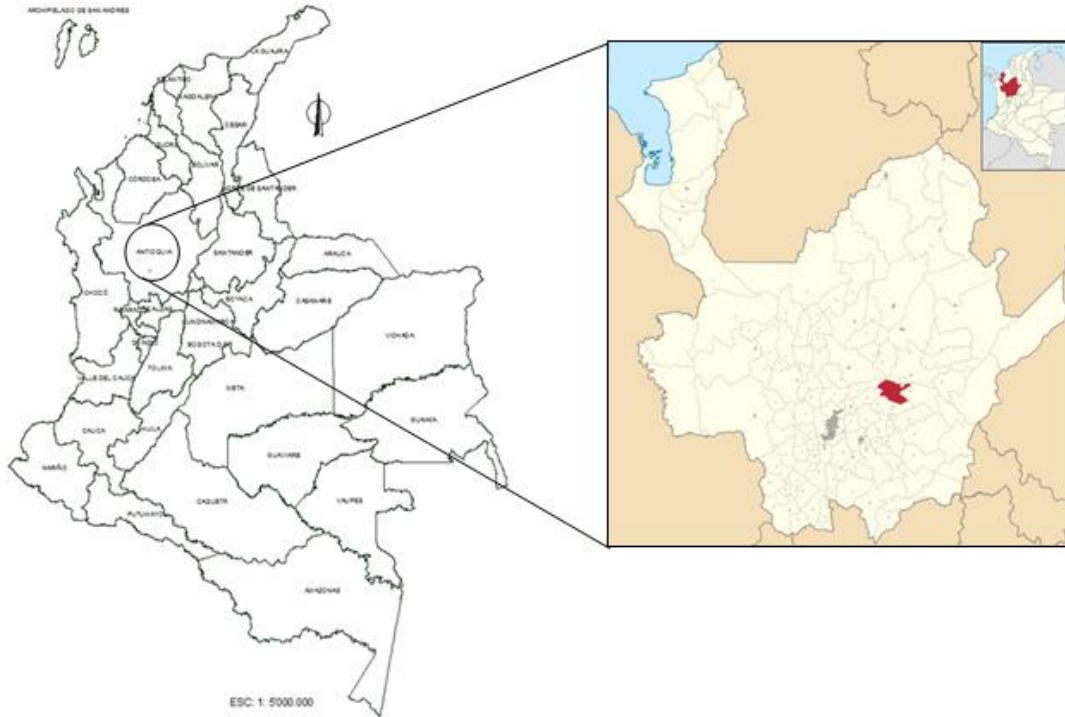 ARCHIPIELAGO DE SAN ANDRES
LA GUAJIRA
ATLANTICO
MAGDALENA
CESAR
SUCRE
BOLIVAR
CORDOBA
NORTE DE SANTANDER
ANTIOQUIA
SANTANDER
ARAUCA
CHOCÓ
BOYACA
CASANARE
CALDAS
BOGOTA D.C.
VICHADA
TOLIMA
VALLE DEL CAUCA
META
CAUCA
HUILA
GUAINIA
GUAVIARE
NARIÑO
CAQUETA
VAUPES
PUTUMAYO
AMAZONAS
ESC: 1: 5'000.000